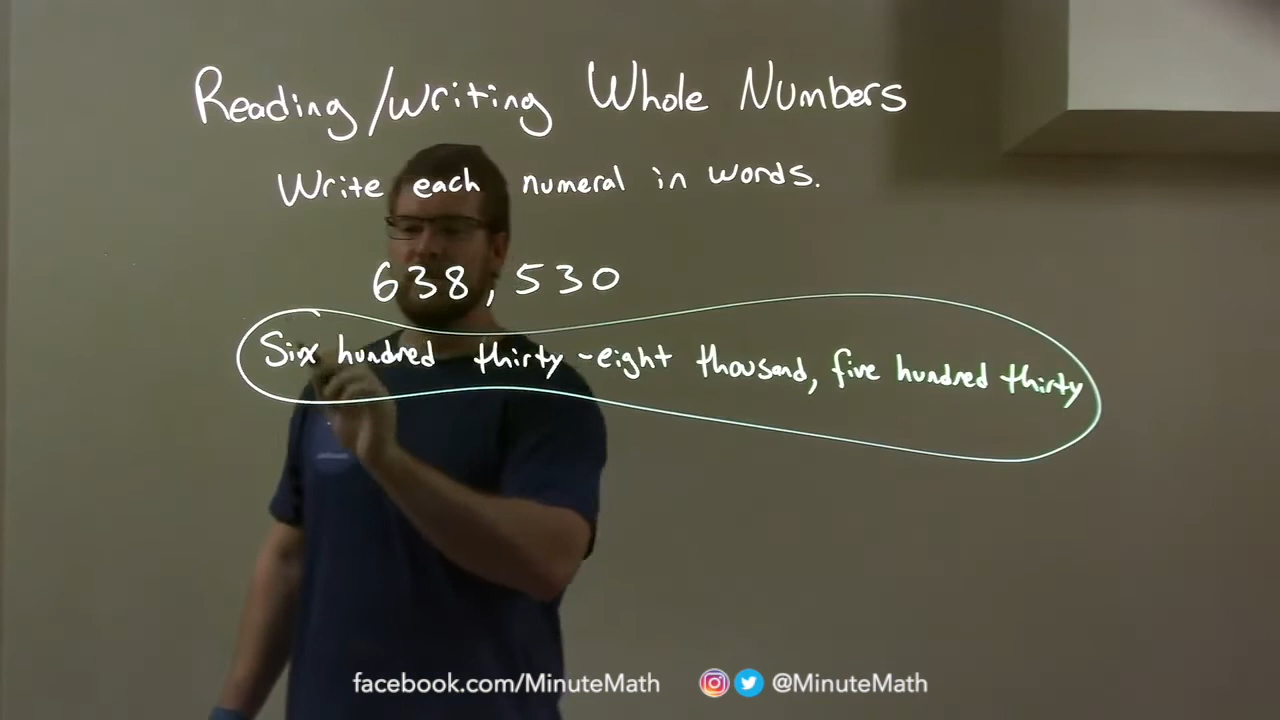 Reading/Writing Whole Numbers
Write each numeral in words.
638,530
Six hundred thirty-eight thousand, five hundred thirty
facebook.com/MinuteMath @MinuteMath